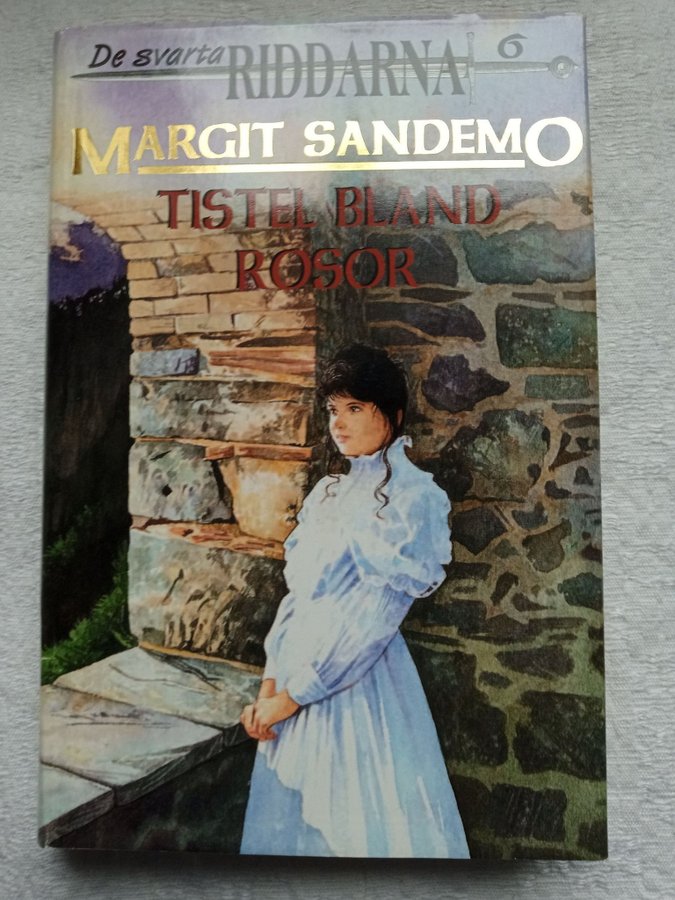 De svarta RIDDARNA 6
MARGIT SANDEMO
TISTEL BLAND
ROSOR